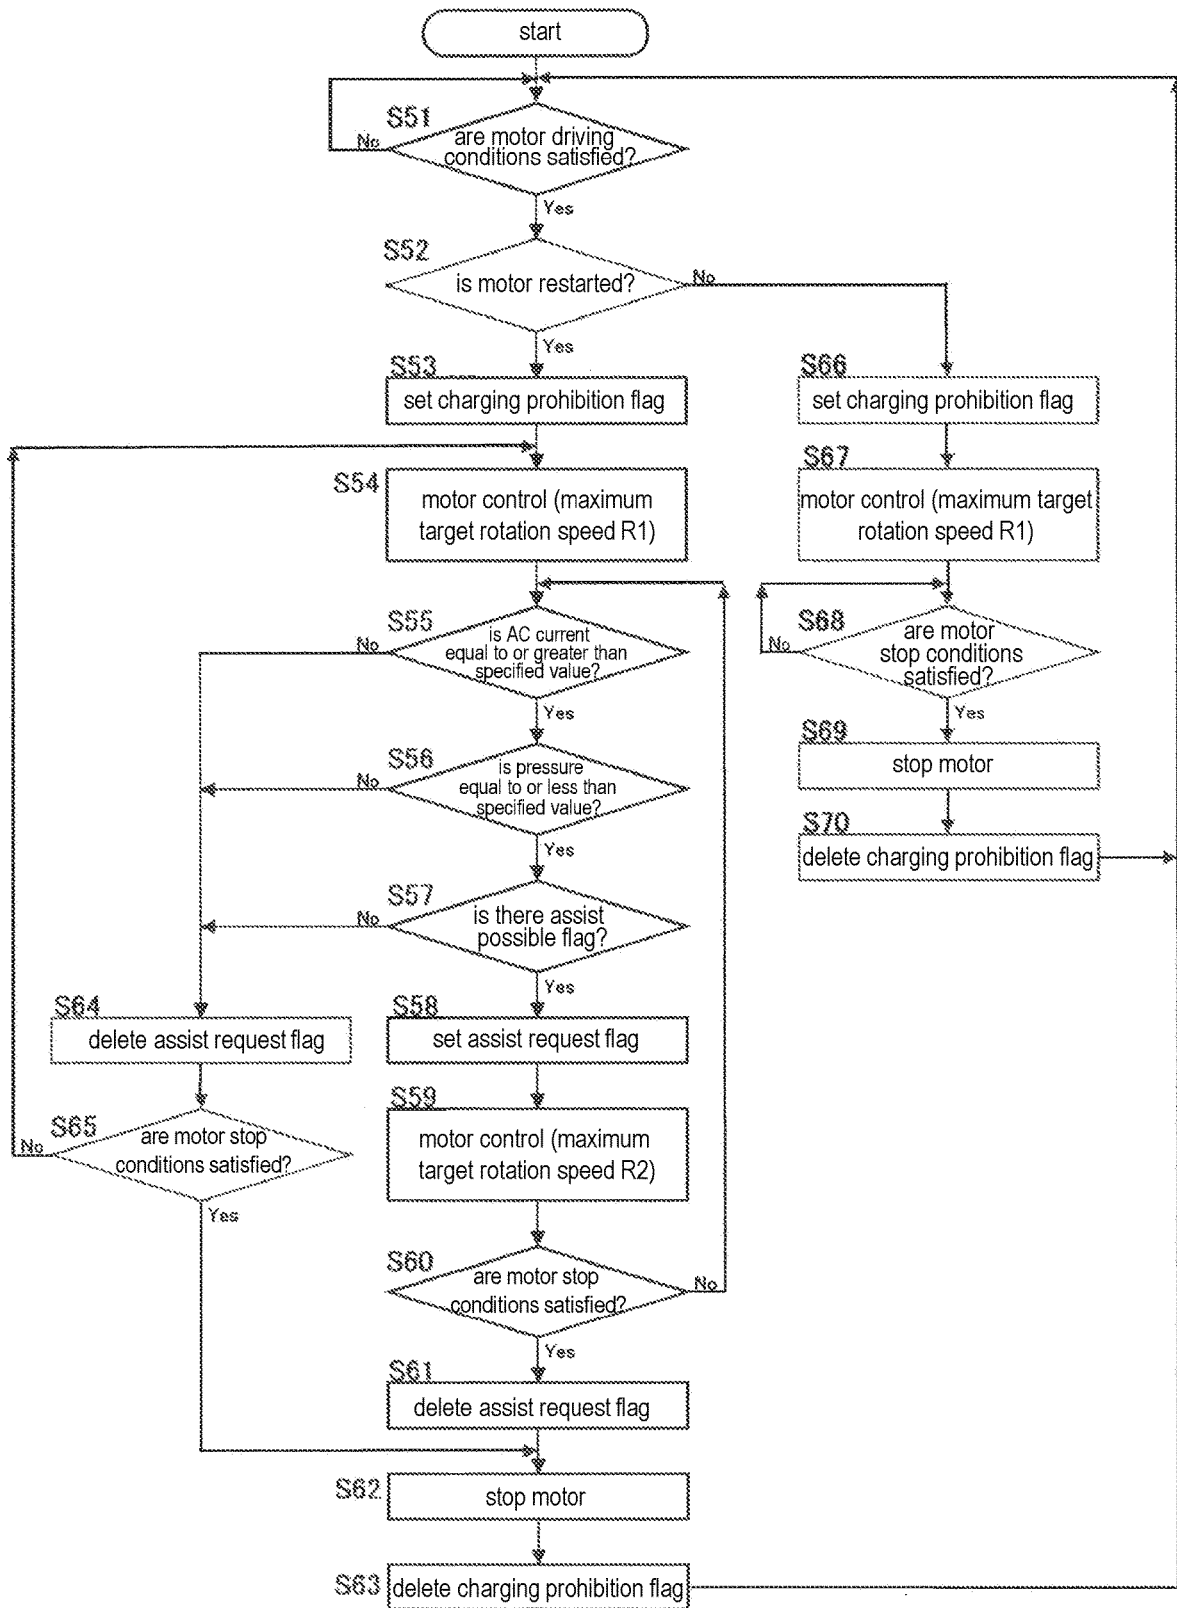 start
S51
are motor driving
conditions satisfied?
No
Yes
S52
is motor restarted?
No
Yes
S53
set charging prohibition flag
S54
motor control (maximum
target rotation speed R1)
S55
is AC current
equal to or greater than
specified value?
No
Yes
S56
is pressure
equal to or less than
specified value?
No
Yes
S57
is there assist
possible flag?
No
Yes
S58
set assist request flag
S59
motor control (maximum
target rotation speed R2)
S60
are motor stop
conditions satisfied?
No
Yes
S61
delete assist request flag
S62
stop motor
S63
delete charging prohibition flag
S64
delete assist request flag
S65
are motor stop
conditions satisfied?
No
Yes
S66
set charging prohibition flag
S67
motor control (maximum target
rotation speed R1)
S68
are motor
stop conditions
satisfied?
No
Yes
S69
stop motor
S70
delete charging prohibition flag